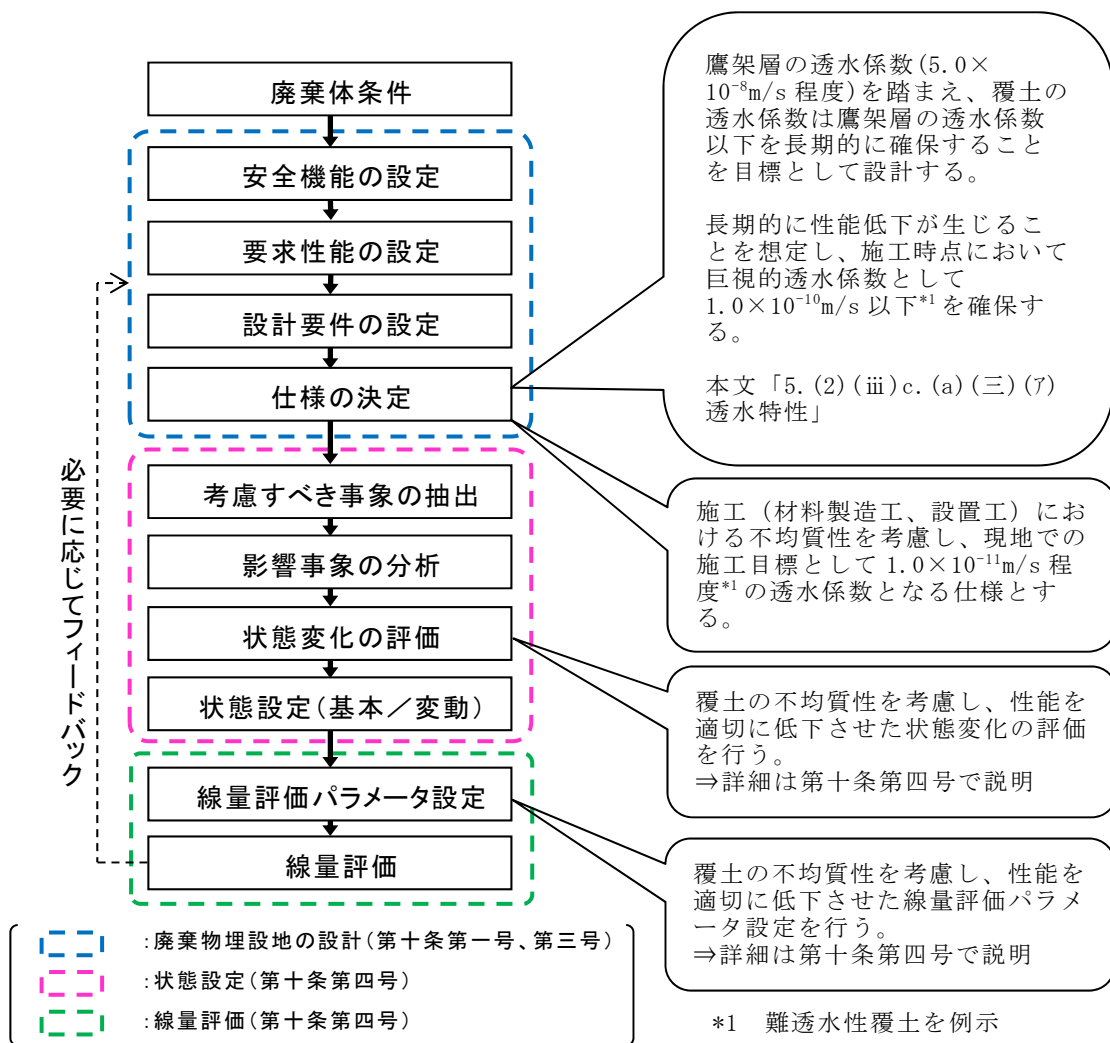 廃棄体条件
安全機能の設定
要求性能の設定
設計要件の設定
仕様の決定
考慮すべき事象の抽出
影響事象の分析
状態変化の評価
状態設定(基本/変動)
線量評価パラメータ設定
線量評価
必要に応じてフィードバック
鷹架層の透水係数(5.0×
10⁻⁸m/s 程度)を踏まえ、覆土の
透水係数は鷹架層の透水係数
以下を長期的に確保すること
を目標として設計する。
長期的に性能低下が生じるこ
とを想定し、施工時点において
巨視的透水係数として
1.0×10⁻¹⁰m/s 以下*1 を確保す
る。
本文「5.(2)(ⅲ)c.(a)(三)(ア)
透水特性」
施工（材料製造工、設置工）にお
ける不均質性を考慮し、現地での
施工目標として 1.0×10⁻¹¹m/s 程
度*1 の透水係数となる仕様とす
る。
覆土の不均質性を考慮し、性能を
適切に低下させた状態変化の評価
を行う。
⇒詳細は第十条第四号で説明
覆土の不均質性を考慮し、性能を
適切に低下させた線量評価パラメ
ータ設定を行う。
⇒詳細は第十条第四号で説明
:廃棄物埋設地の設計(第十条第一号、第三号)
:状態設定(第十条第四号)
:線量評価(第十条第四号)
*1 難透水性覆土を例示